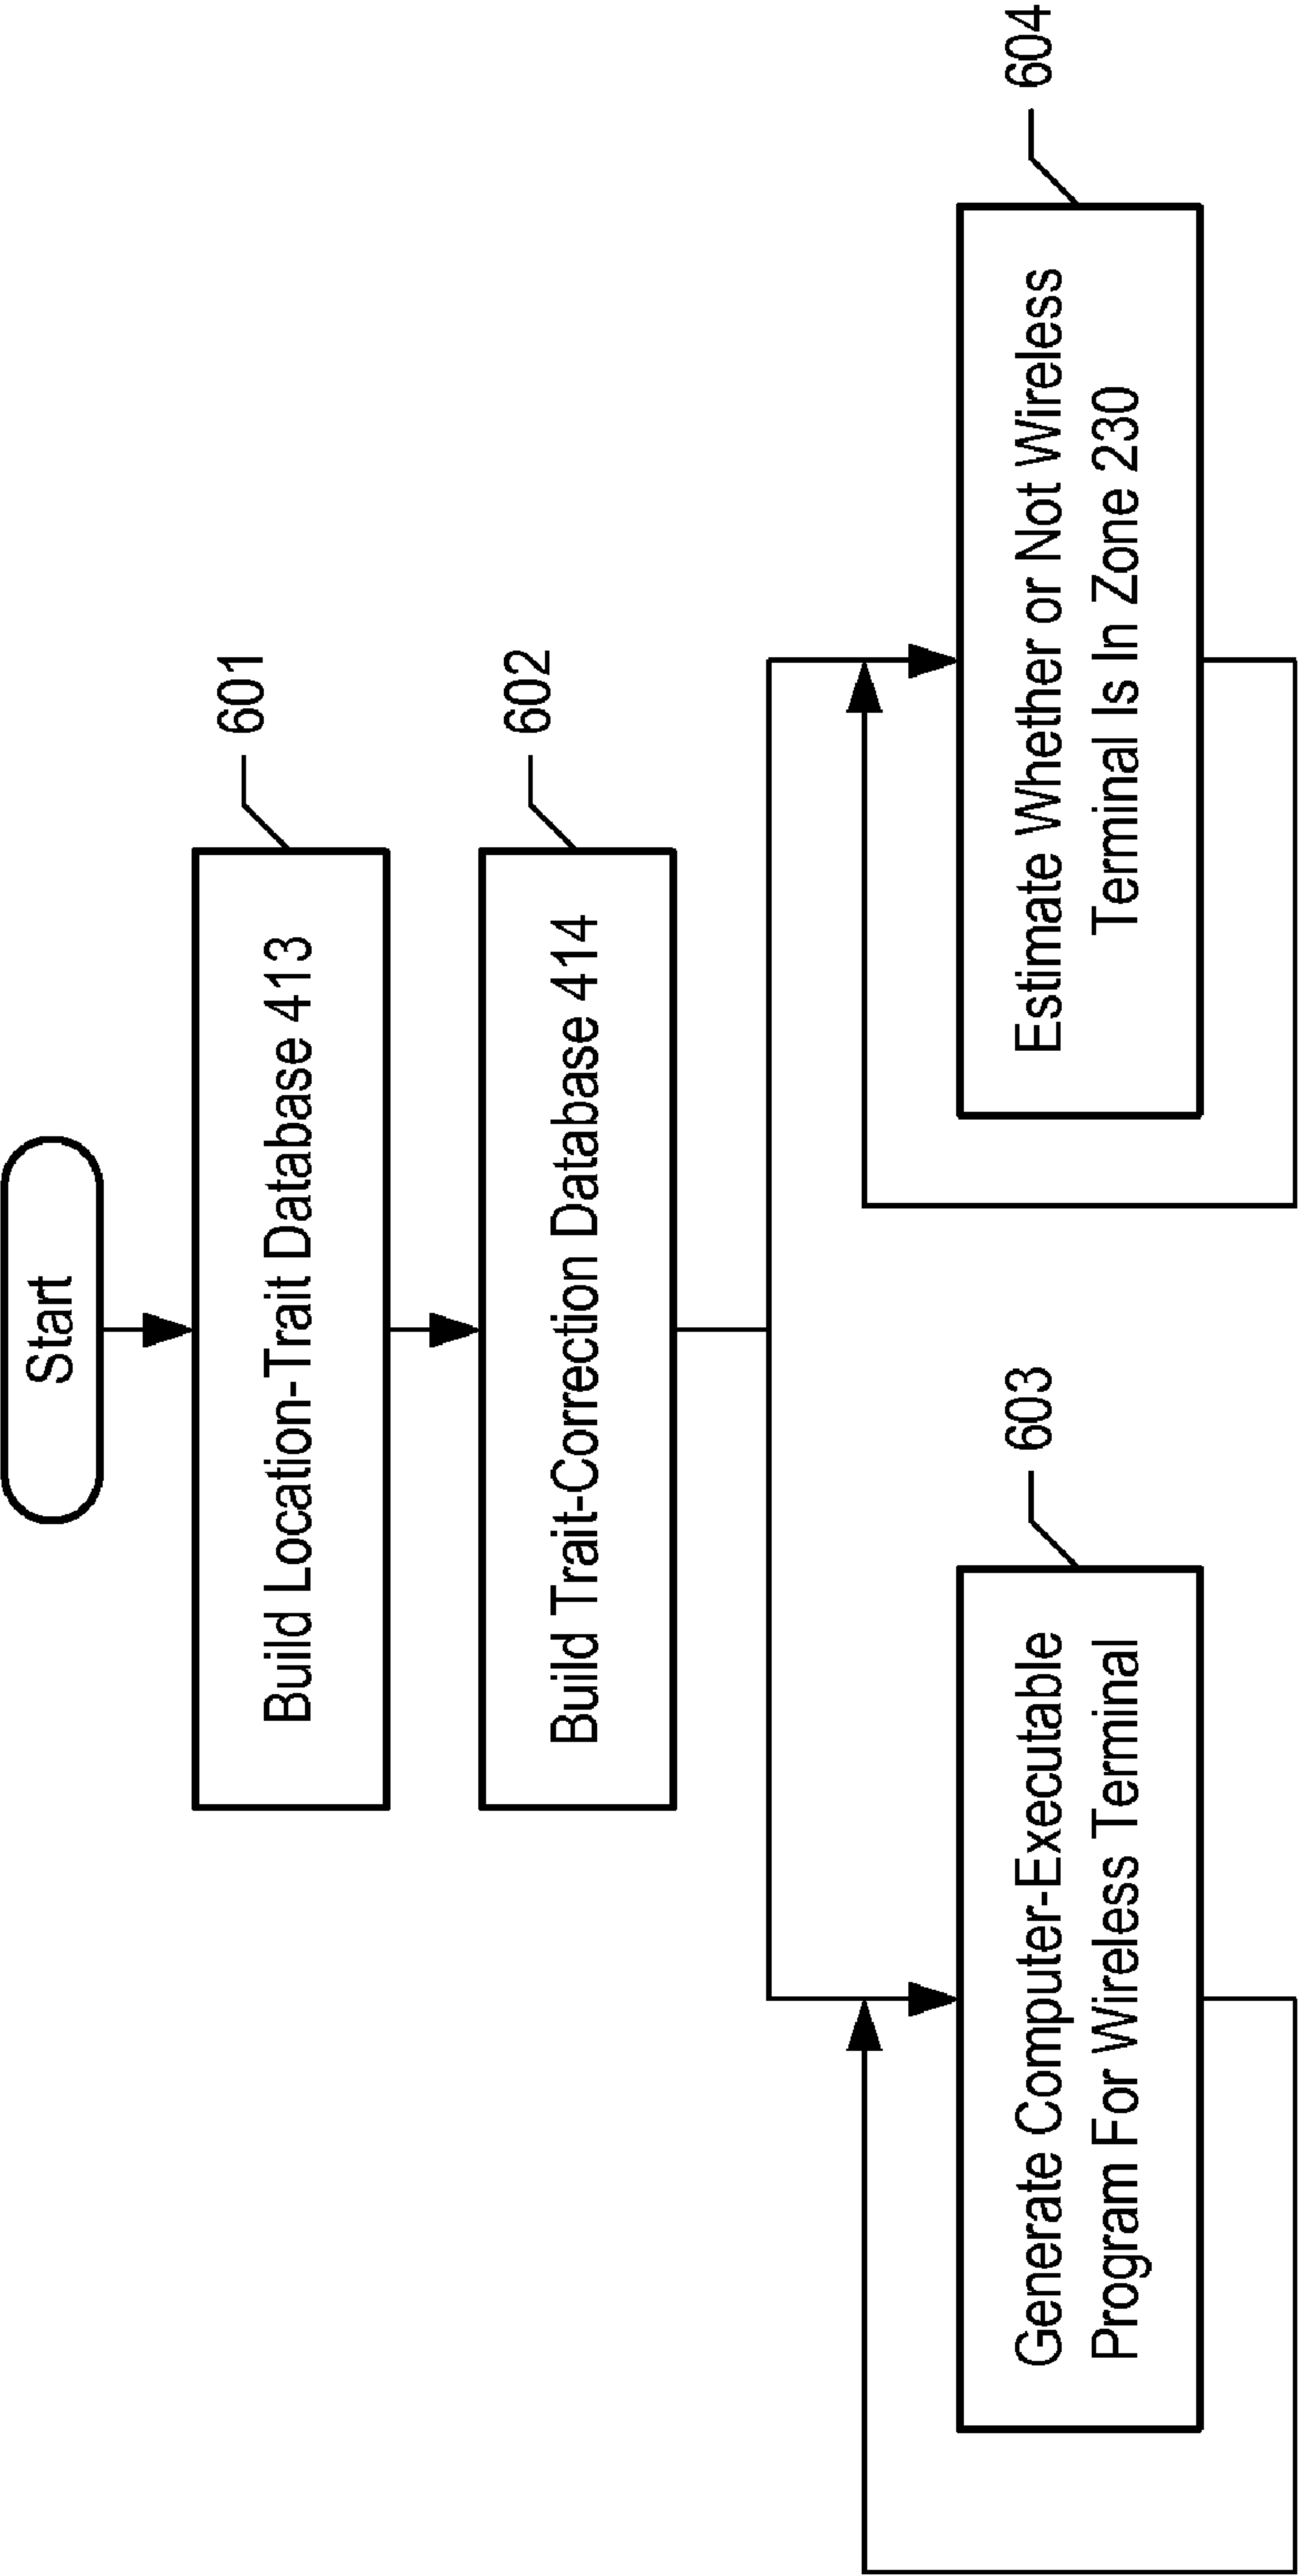 Start
Build Location-Trait Database 413
601
Build Trait-Correction Database 414
602
Generate Computer-Executable
Program For Wireless Terminal
603
Estimate Whether or Not Wireless
Terminal Is In Zone 230
604